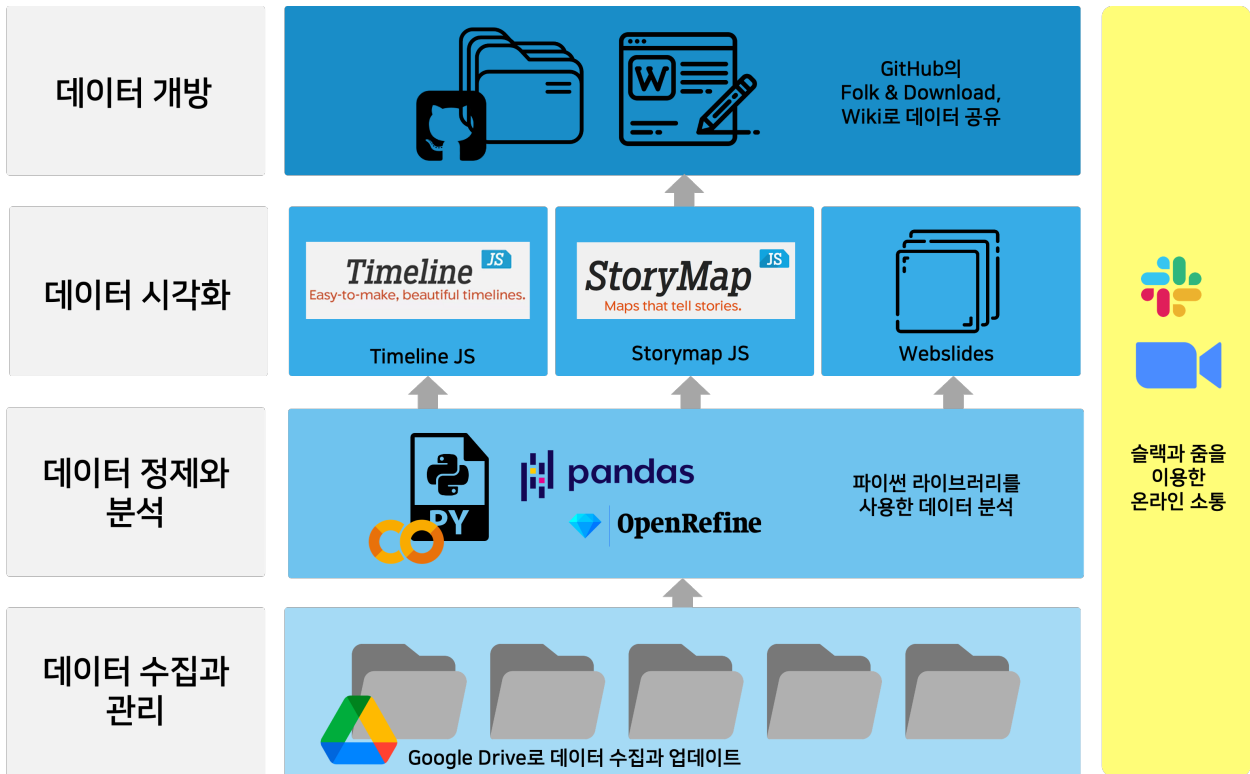 데이터 개방
W
GitHub의
Folk & Download,
Wiki로 데이터 공유
데이터 시각화
Timeline JS
Easy-to-make, beautiful timelines.
Timeline JS
StoryMap JS
Maps that tell stories.
Storymap JS
Webslides
데이터 정제와
분석
PY
pandas
OpenRefine
파이썬 라이브러리를
사용한 데이터 분석
데이터 수집과
관리
Google Drive로 데이터 수집과 업데이트
슬랙과 줌을
이용한
온라인 소통